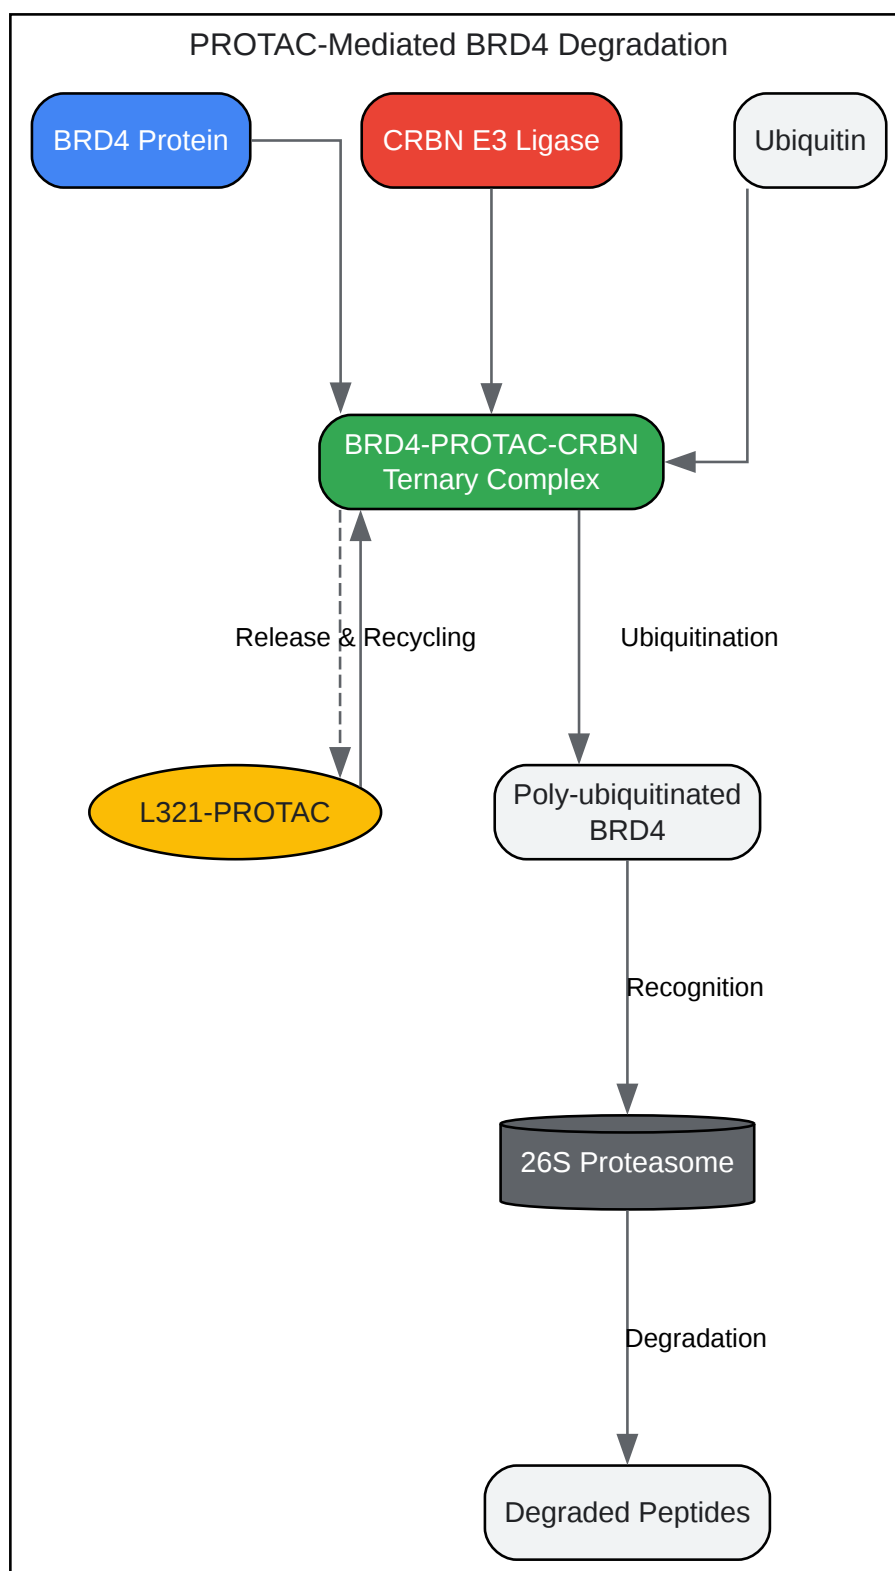 PROTAC-Mediated BRD4 Degradation
BRD4 Protein
CRBN E3 Ligase
Ubiquitin
BRD4-PROTAC-CRBN
Ternary Complex
Release & Recycling
Ubiquitination
L321-PROTAC
Poly-ubiquitinated
BRD4
Recognition
26S Proteasome
Degradation
Degraded Peptides